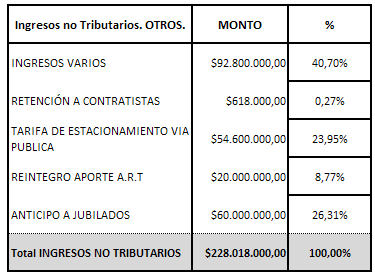 Ingresos no Tributarios. OTROS. MONTO %
INGRESOS VARIOS $92.800.000,00 40,70%
RETENCIÓN A CONTRATISTAS $618.000,00 0,27%
TARIFA DE ESTACIONAMIENTO VIA
PUBLICA $54.600.000,00 23,95%
REINTEGRO APORTE A.R.T $20.000.000,00 8,77%
ANTICIPO A JUBILADOS $60.000.000,00 26,31%
Total INGRESOS NO TRIBUTARIOS $228.018.000,00 100,00%